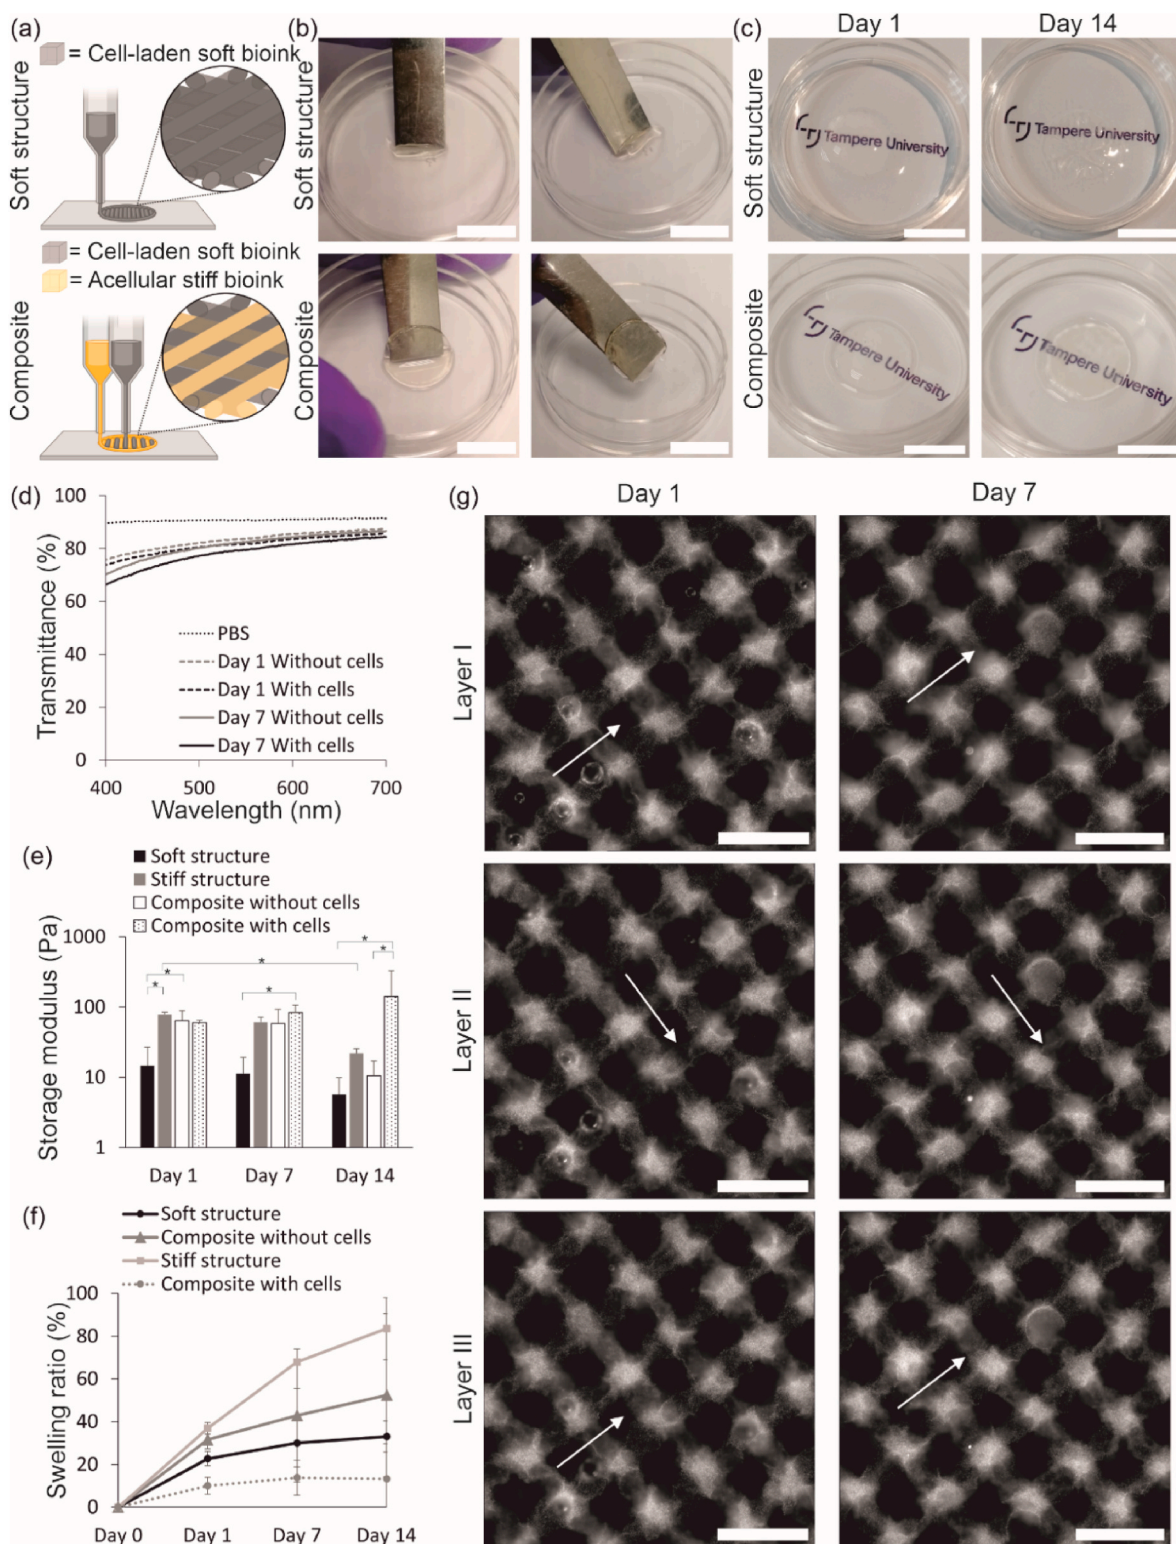 (a)
= Cell-laden soft bioink
Soft structure
= Cell-laden soft bioink
= Acellular stiff bioink
Composite
(b)
Soft structure
Composite
(c)
Day 1
Day 14
Soft structure
Tampere University
Tampere University
Composite
Tampere University
Tampere University
(d)
Transmittance (%)
100
80
60
40
20
0
PBS
Day 1 Without cells
Day 1 With cells
Day 7 Without cells
Day 7 With cells
400
500
600
700
Wavelength (nm)
(e)
Soft structure
Stiff structure
Composite without cells
Composite with cells
Storage modulus (Pa)
1000
100
10
1
*
*
*
*
*
*
Day 1
Day 7
Day 14
(f)
Soft structure
Composite without cells
Stiff structure
Composite with cells
Swelling ratio (%)
100
80
60
40
20
0
Day 0
Day 1
Day 7
Day 14
(g)
Day 1
Day 7
Layer I
Layer II
Layer III